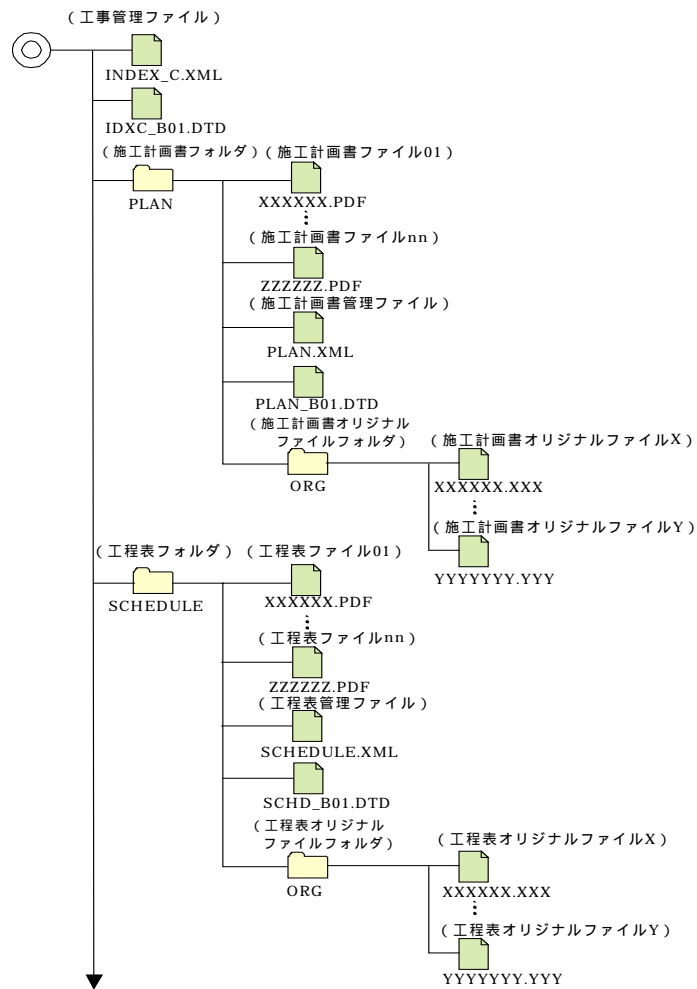 (工事管理ファイル)
INDEX_C.XML
IDXC_B01.DTD
(施工計画書フォルダ)
(施工計画書ファイル01)
PLAN
XXXXXX.PDF
(施工計画書ファイルnn)
ZZZZZZ.PDF
(施工計画書管理ファイル)
PLAN.XML
PLAN_B01.DTD
(施工計画書オリジナル
ファイルフォルダ)
(施工計画書オリジナルファイルX)
ORG
XXXXXX.XXX
(施工計画書オリジナルファイルY)
YYYYYYY.YYY
(工程表フォルダ)
(工程表ファイル01)
SCHEDULE
XXXXXX.PDF
(工程表ファイルnn)
ZZZZZZ.PDF
(工程表管理ファイル)
SCHEDULE.XML
SCHD_B01.DTD
(工程表オリジナル
ファイルフォルダ)
(工程表オリジナルファイルX)
ORG
XXXXXX.XXX
(工程表オリジナルファイルY)
YYYYYYY.YYY